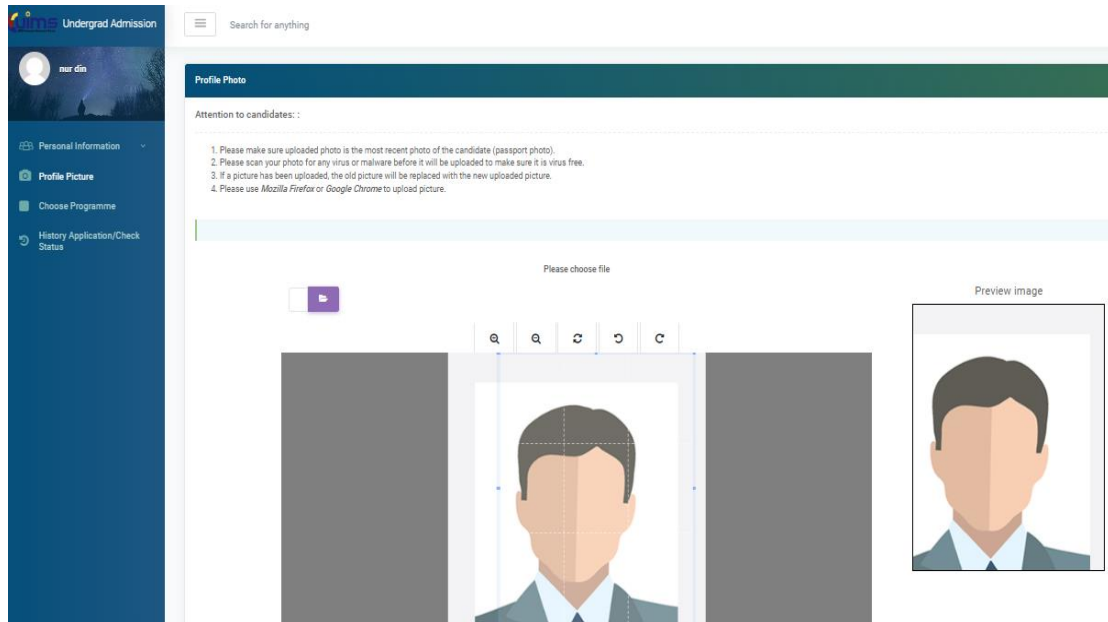 uims Undergrad Admission
Search for anything
nur din
Personal Information
Profile Picture
Choose Programme
History Application/Check
Status
Profile Photo
Attention to candidates: :
1. Please make sure uploaded photo is the most recent photo of the candidate (passport photo).
2. Please scan your photo for any virus or malware before it will be uploaded to make sure it is virus free.
3. If a picture has been uploaded, the old picture will be replaced with the new uploaded picture.
4. Please use Mozilla Firefox or Google Chrome to upload picture.
Please choose file
Preview image